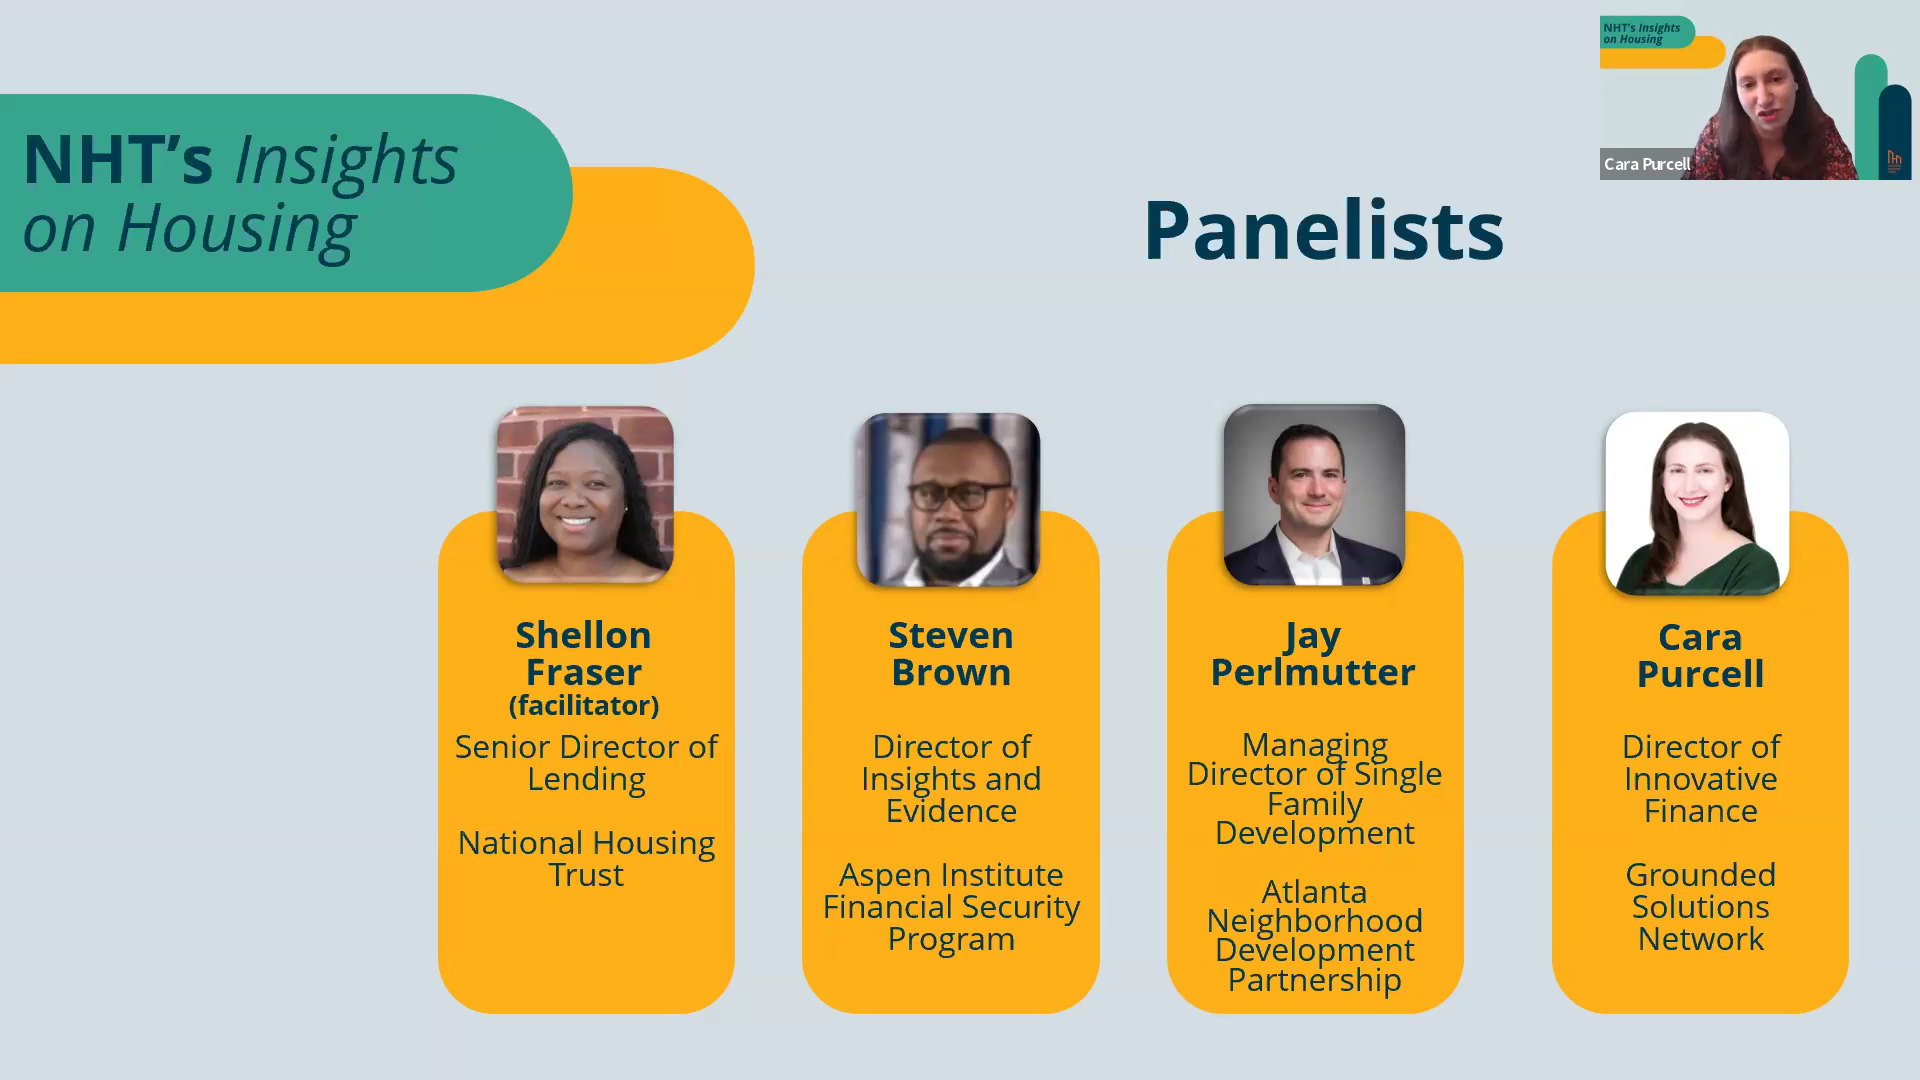 NHT's Insights
on Housing
NHT's Insights
on Housing
Cara Purcell
Panelists
Shellon
Fraser
(facilitator)
Senior Director of
Lending
National Housing
Trust
Steven
Brown
Director of
Insights and
Evidence
Aspen Institute
Financial Security
Program
Jay
Perlmutter
Managing
Director of Single
Family
Development
Atlanta
Neighborhood
Development
Partnership
Cara
Purcell
Director of
Innovative
Finance
Grounded
Solutions
Network